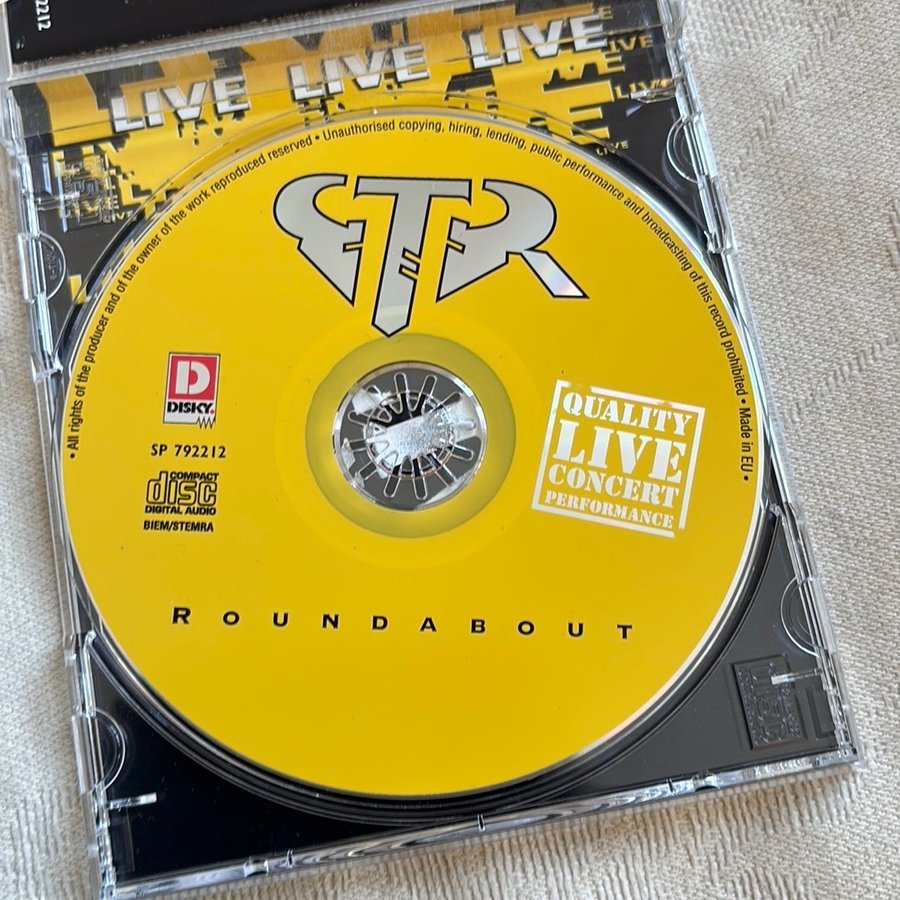 2212
LIVE LIVE LIVE
LIVE
LIVE
LIVE
LIVE
• All rights of the producer and of the owner of the work reproduced reserved • Unauthorised copying, hiring, lending, public performance and broadcasting of this record prohibited • Made in EU •
GTR
D
DISKY
SP 792212
COMPACT
disc
DIGITAL AUDIO
BIEM/STEMRA
QUALITY
LIVE
CONCERT
PERFORMANCE
ROUNDABOUT